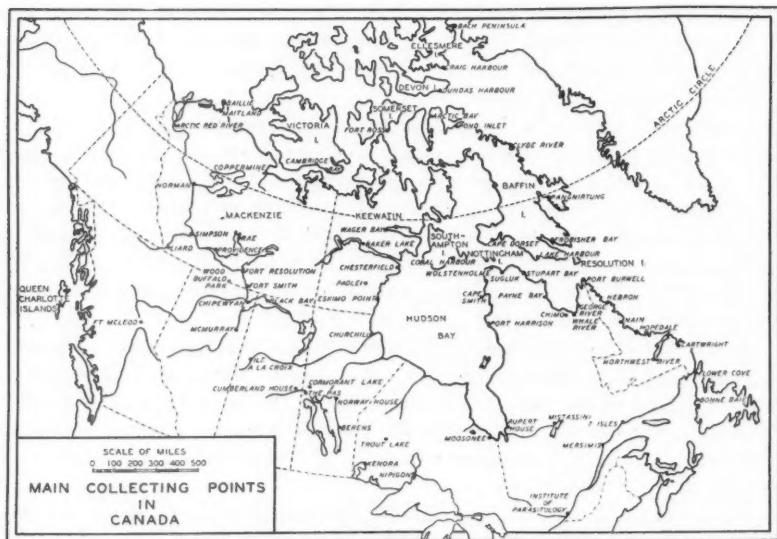 BACH PENINSULA
ELLESMERE
I.
CRAIG HARBOUR
DEVON I.
DUNDAS HARBOUR
ARCTIC CIRCLE
BAILLIE
MAITLAND
SOMERSET
I.
ARCTIC BAY
POND INLET
ARCTIC RED RIVER
VICTORIA
I.
FORT ROSS
CLYDE RIVER
COPPERMINE
CAMBRIDGE
BAY
BAFFIN
I.
PANGNIRTUNG
NORMAN
MACKENZIE
KEEWATIN
SOUTH-
AMPTON
I.
WAGER BAY
CAPE DORSET
FROBISHER BAY
SIMPSON
RAE
BAKER LAKE
NOTTINGHAM
I.
LAKE HARBOUR
LIARD
PROVIDENCE
CORAL HARBOUR
RESOLUTION I.
CHESTERFIELD
WOLSTENHOLME
WOOD
BUFFALO
PARK
FORT RESOLUTION
SUGLUK
STUPART BAY
PORT BURWELL
PADLEI
FORT SMITH
QUEEN
CHARLOTTE
ISLANDS
ESKIMO POINT
CAPE
SMITH
PAYNE BAY
HEBRON
CHIPEWYAN
GEORGE
RIVER
CHIMO
WHALE
RIVER
NAIN
HOPEDALE
FT MCLEOD
HUDSON
BAY
MCMURRAY
CHURCHILL
PORT HARRISON
CARTWRIGHT
NORTHWEST RIVER
A LA CROIX
FLOWER COVE
CUMBERLAND HOUSE
CORMORANT LAKE
THE PAS
NORWAY HOUSE
BONNE BAY
RUPERT
HOUSE
MISTASSINI
7 ISLES
BERENS
TROUT LAKE
MOOSONEE
MERSIMIS
KENORA
NIPIGON
INSTITUTE
OF
PARASITOLOGY
SCALE OF MILES
0 100 200 300 400 500
MAIN COLLECTING POINTS
IN
CANADA